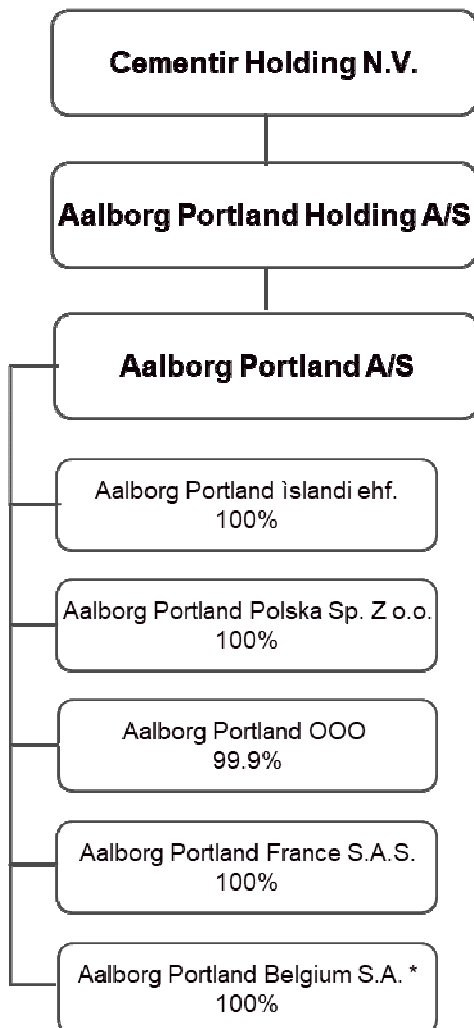 Cementir Holding N.V.
Aalborg Portland Holding A/S
Aalborg Portland A/S
Aalborg Portland ìslandi ehf.
100%
Aalborg Portland Polska Sp. Z o.o.
100%
Aalborg Portland OOO
99.9%
Aalborg Portland France S.A.S.
100%
Aalborg Portland Belgium S.A. *
100%